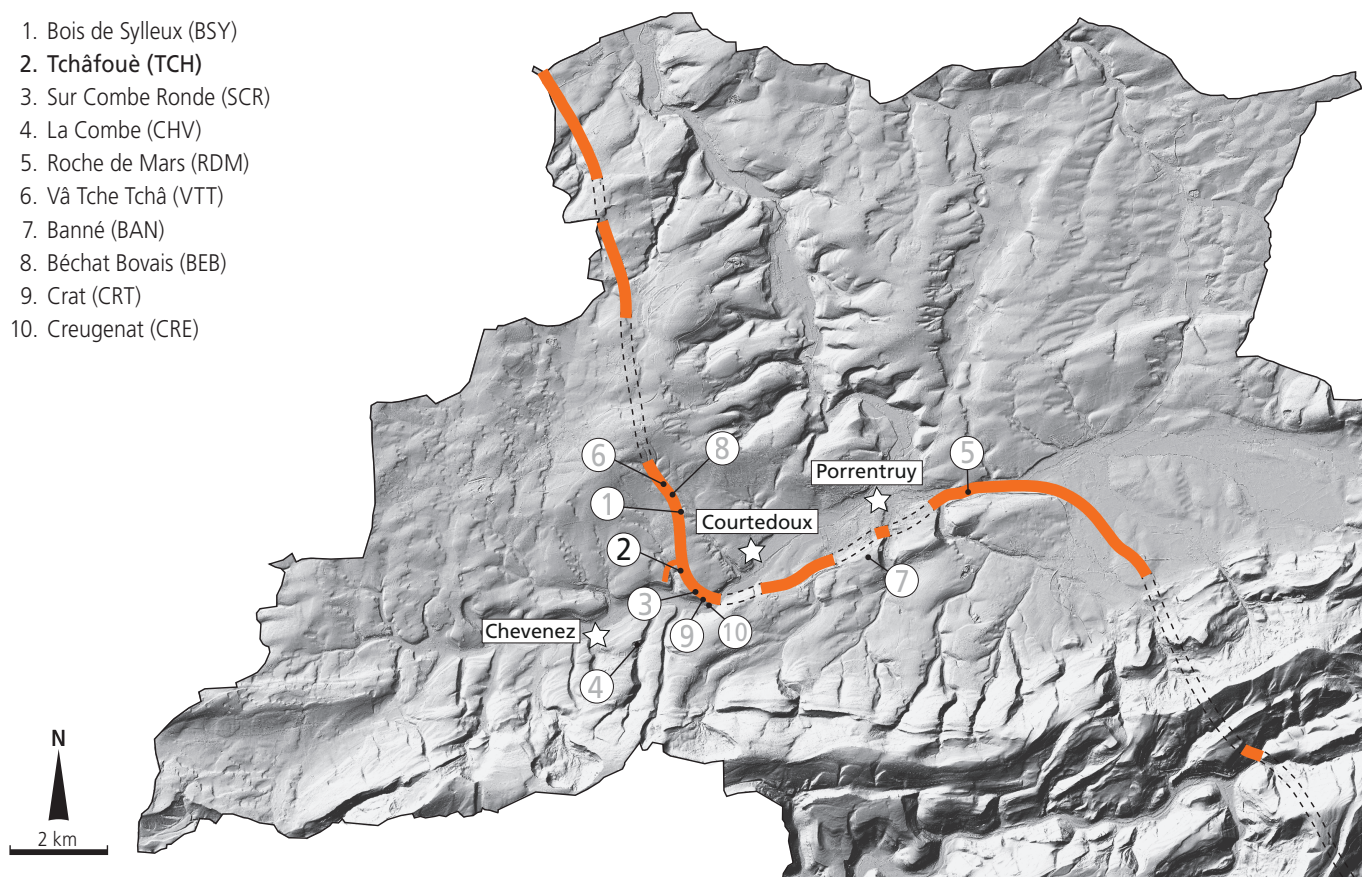 1. Bois de Sylleux (BSY)
2. Tchâfouè (TCH)
3. Sur Combe Ronde (SCR)
4. La Combe (CHV)
5. Roche de Mars (RDM)
6. Vâ Tche Tchâ (VTT)
7. Banné (BAN)
8. Béchat Bovais (BEB)
9. Crat (CRT)
10. Creugenat (CRE)
6
8
5
Porrentruy
1
Courtedoux
2
7
3
Chevenez
9
10
4
N
2 km